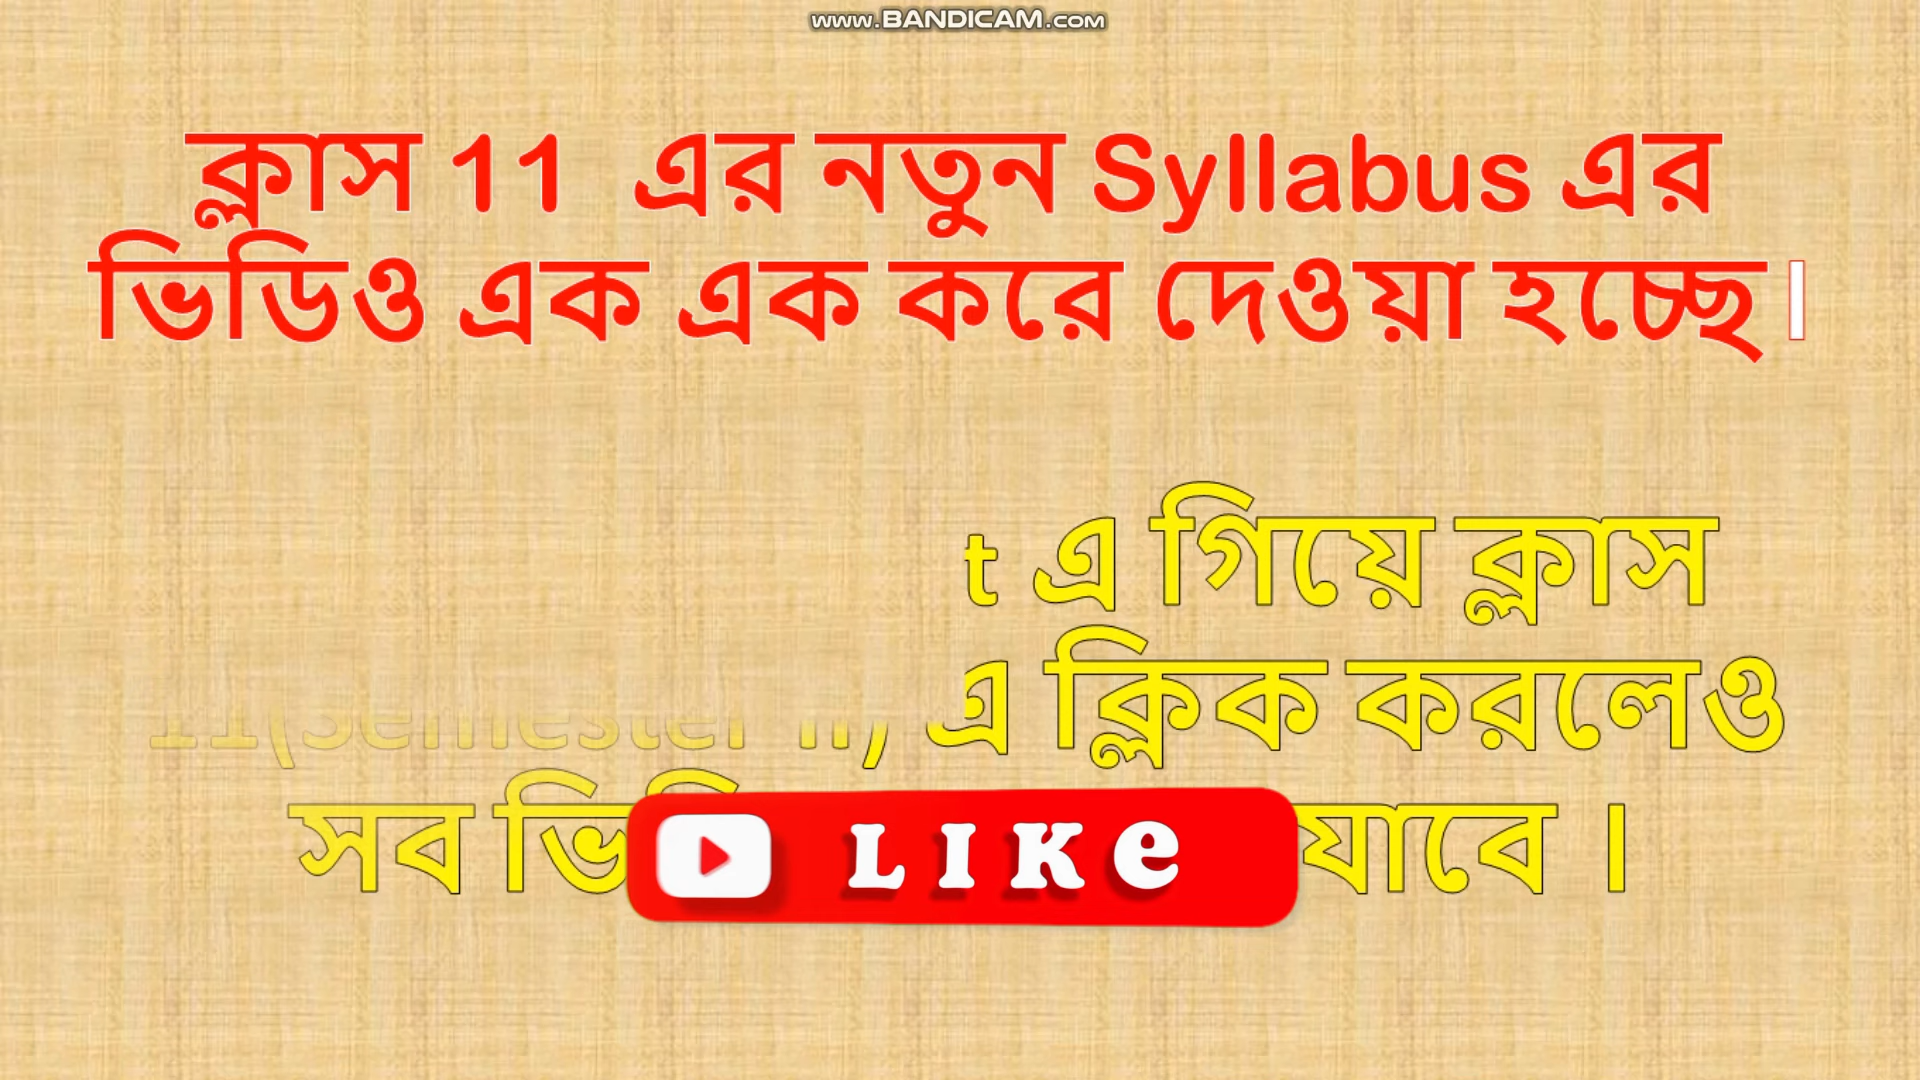 www.BANDICAM.com
ক্লাস 11 এর নতুন Syllabus এর
ভিডিও এক এক করে দেওয়া হচ্ছে।
এ গিয়ে ক্লাস
এ ক্লিক করলেও
সব যাবে ।
LIKe